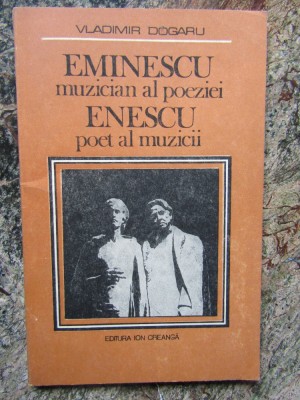 VLADIMIR DOGARU
EMINESCU
muzician al poeziei
ENESCU
poet al muzicii
EDITURA ION CREANGĂ